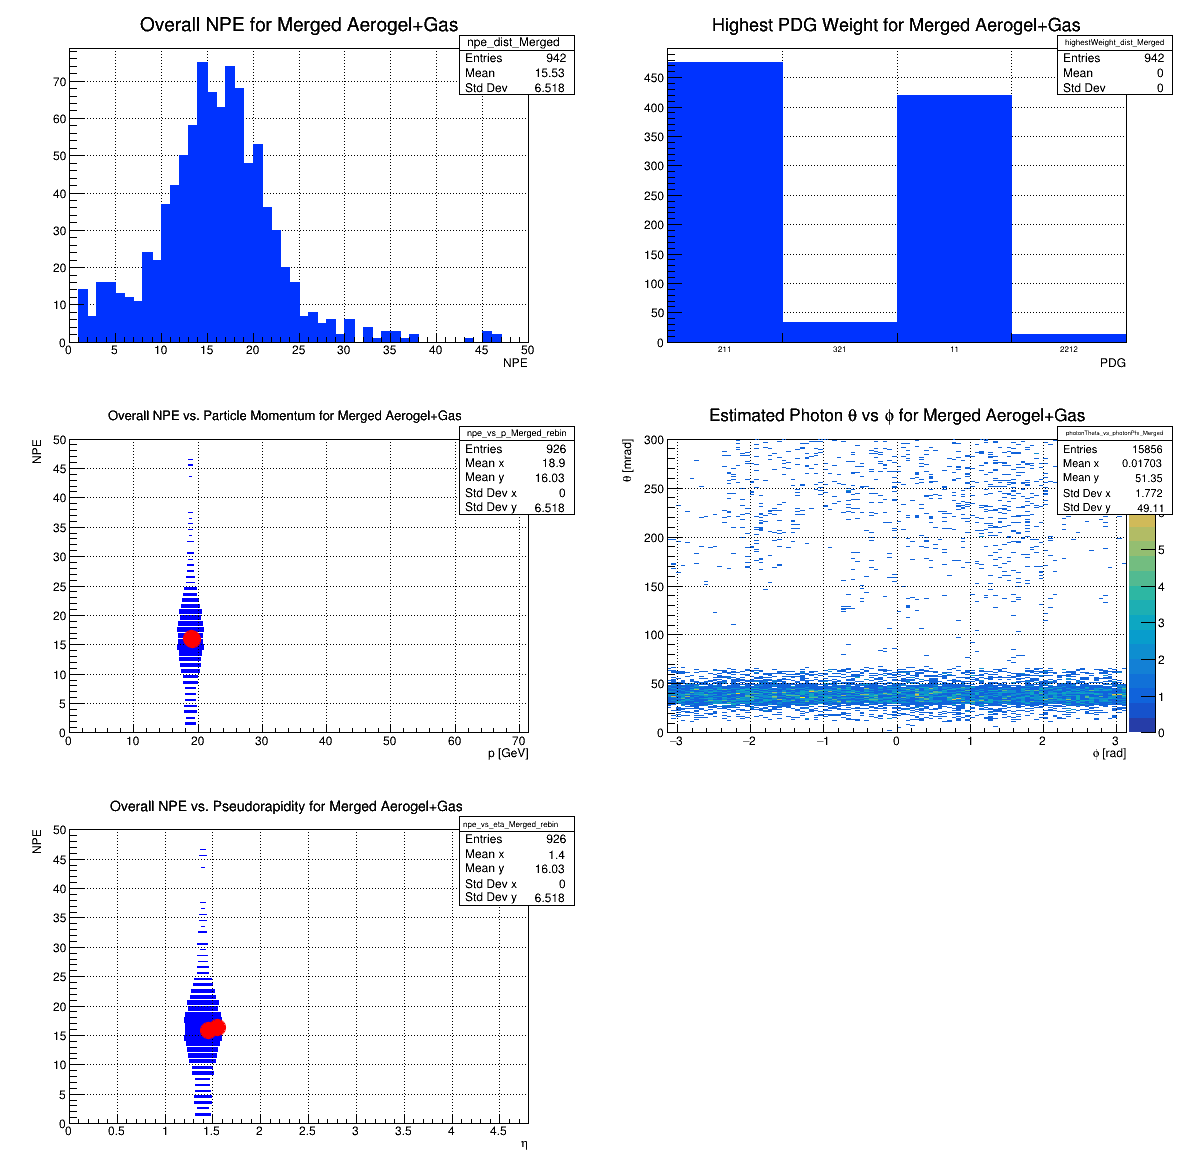 Overall NPE for Merged Aerogel+Gas
npe_dist_Merged
Entries 942
Mean 15.53
Std Dev 6.518
70
60
50
40
30
20
10
0
0 5 10 15 20 25 30 35 40 45 50
NPE
Highest PDG Weight for Merged Aerogel+Gas
highestWeight_dist_Merged
Entries 942
Mean 0
Std Dev 0
450
400
350
300
250
200
150
100
50
0
211 321 11 2212
PDG
Overall NPE vs. Particle Momentum for Merged Aerogel+Gas
npe_vs_p_Merged_rebin
Entries 926
Mean x 18.9
Mean y 16.03
Std Dev x 0
Std Dev y 6.518
NPE
50
45
40
35
30
25
20
15
10
5
0
0 10 20 30 40 50 60 70
p [GeV]
Estimated Photon θ vs ϕ for Merged Aerogel+Gas
photonTheta_vs_photonPhi_Merged
Entries 15856
Mean x 0.01703
Mean y 51.35
Std Dev x 1.772
Std Dev y 49.11
θ [mrad]
300
250
200
150
100
50
0
−3 −2 −1 0 1 2 3
ϕ [rad]
5
4
3
2
1
0
Overall NPE vs. Pseudorapidity for Merged Aerogel+Gas
npe_vs_eta_Merged_rebin
Entries 926
Mean x 1.4
Mean y 16.03
Std Dev x 0
Std Dev y 6.518
NPE
50
45
40
35
30
25
20
15
10
5
0
0 0.5 1 1.5 2 2.5 3 3.5 4 4.5
η